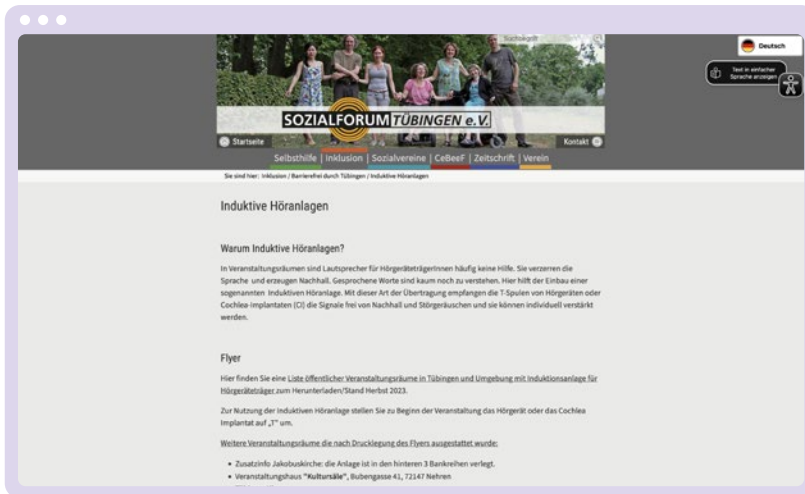 Suchbegriff
Deutsch
Text in einfacher
Sprache anzeigen
SOZIALFORUM TÜBINGEN e.V.
Startseite
Kontakt
Selbsthilfe | Inklusion | Sozialvereine | CeBeeF | Zeitschrift | Verein
Sie sind hier: Inklusion / Barrierefrei durch Tübingen / Induktive Höranlagen
Induktive Höranlagen
Warum Induktive Höranlagen?
In Veranstaltungsräumen sind Lautsprecher für HörgeräteträgerInnen häufig keine Hilfe. Sie verzerren die
Sprache und erzeugen Nachhall. Gesprochene Worte sind kaum noch zu verstehen. Hier hilft der Einbau einer
sogenannten Induktiven Höranlage. Mit dieser Art der Übertragung empfangen die T-Spulen von Hörgeräten oder
Cochlea-Implantaten (CI) die Signale frei von Nachhall und Störgeräuschen und sie können individuell verstärkt
werden.
Flyer
Hier finden Sie eine Liste öffentlicher Veranstaltungsräume in Tübingen und Umgebung mit Induktionsanlage für
Hörgeräteträger zum Herunterladen/Stand Herbst 2023.
Zur Nutzung der Induktiven Höranlage stellen Sie zu Beginn der Veranstaltung das Hörgerät oder das Cochlea
Implantat auf „T" um.
Weitere Veranstaltungsräume die nach Drucklegung des Flyers ausgestattet wurde:
• Zusatzinfo Jakobuskirche: die Anlage ist in den hinteren 3 Bankreihen verlegt.
• Veranstaltungshaus "Kultursäle", Bubengasse 41, 72147 Nehren